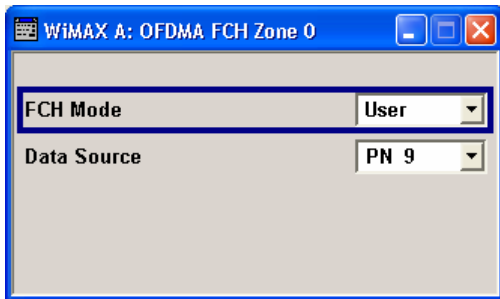 WiMAX A: OFDMA FCH Zone 0
FCH Mode User
Data Source PN 9